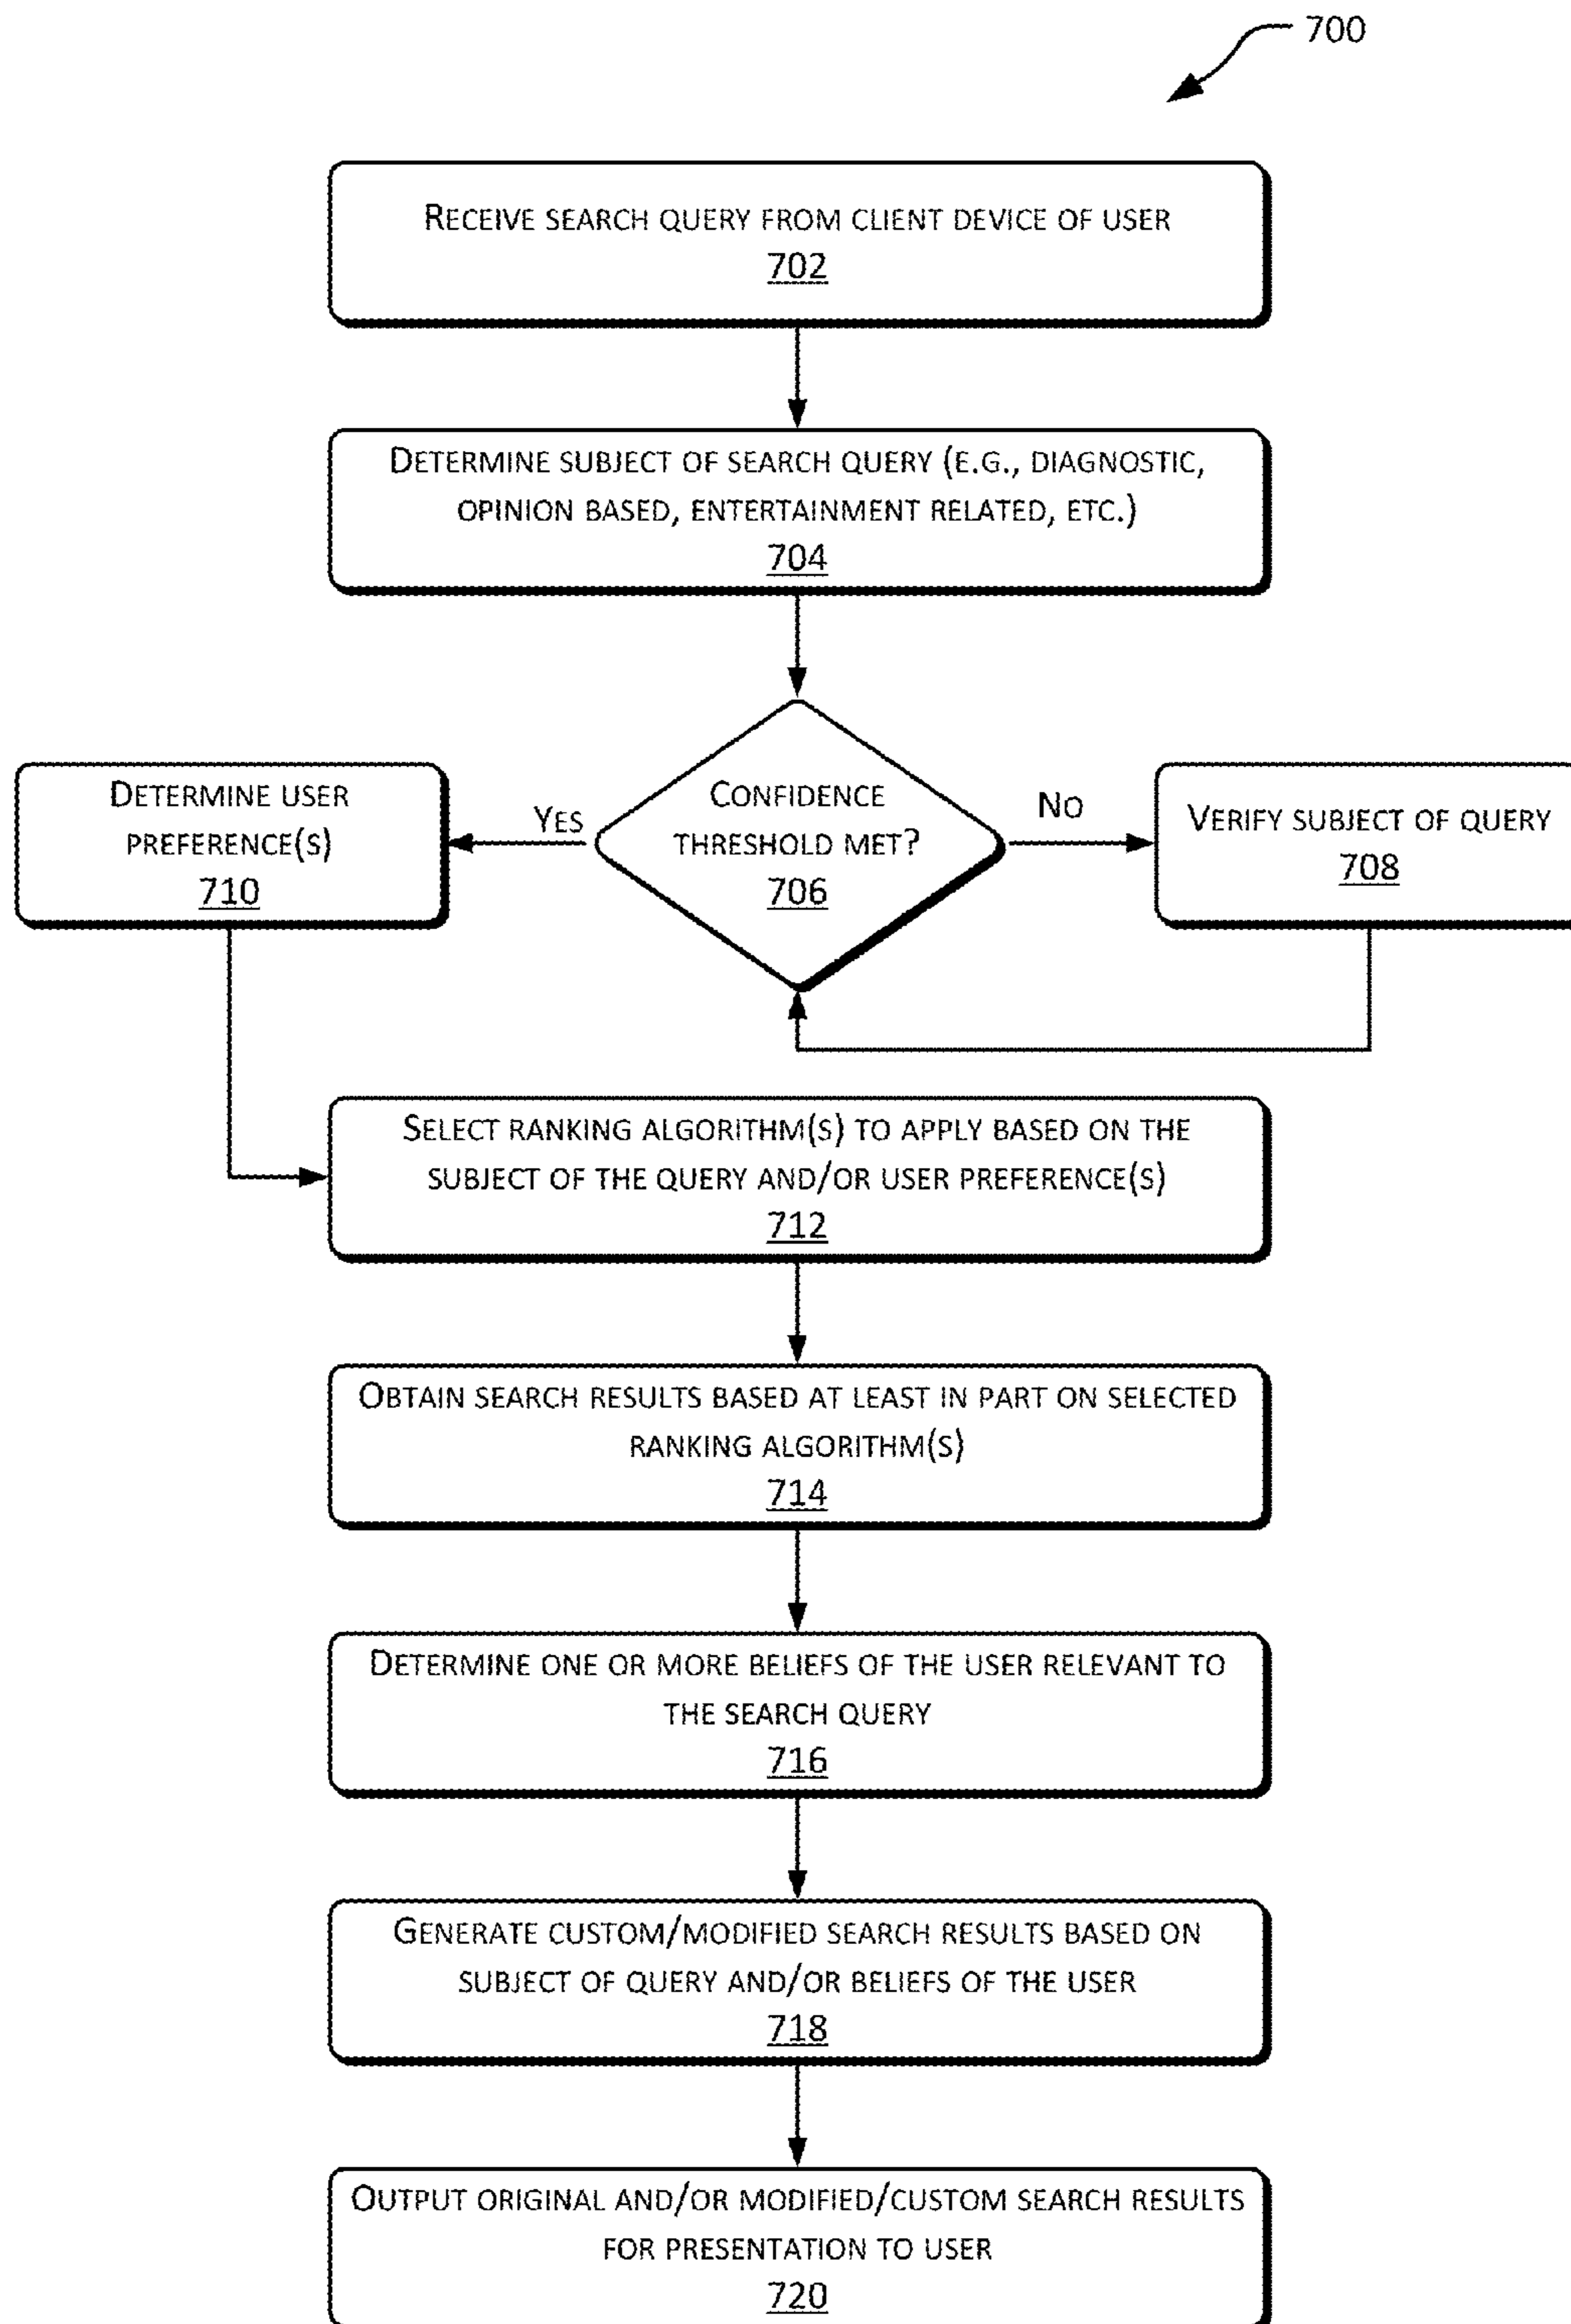 700
RECEIVE SEARCH QUERY FROM CLIENT DEVICE OF USER
702
DETERMINE SUBJECT OF SEARCH QUERY (E.G., DIAGNOSTIC,
OPINION BASED, ENTERTAINMENT RELATED, ETC.)
704
CONFIDENCE
THRESHOLD MET?
706
YES
NO
DETERMINE USER
PREFERENCE(S)
710
VERIFY SUBJECT OF QUERY
708
SELECT RANKING ALGORITHM(S) TO APPLY BASED ON THE
SUBJECT OF THE QUERY AND/OR USER PREFERENCE(S)
712
OBTAIN SEARCH RESULTS BASED AT LEAST IN PART ON SELECTED
RANKING ALGORITHM(S)
714
DETERMINE ONE OR MORE BELIEFS OF THE USER RELEVANT TO
THE SEARCH QUERY
716
GENERATE CUSTOM/MODIFIED SEARCH RESULTS BASED ON
SUBJECT OF QUERY AND/OR BELIEFS OF THE USER
718
OUTPUT ORIGINAL AND/OR MODIFIED/CUSTOM SEARCH RESULTS
FOR PRESENTATION TO USER
720